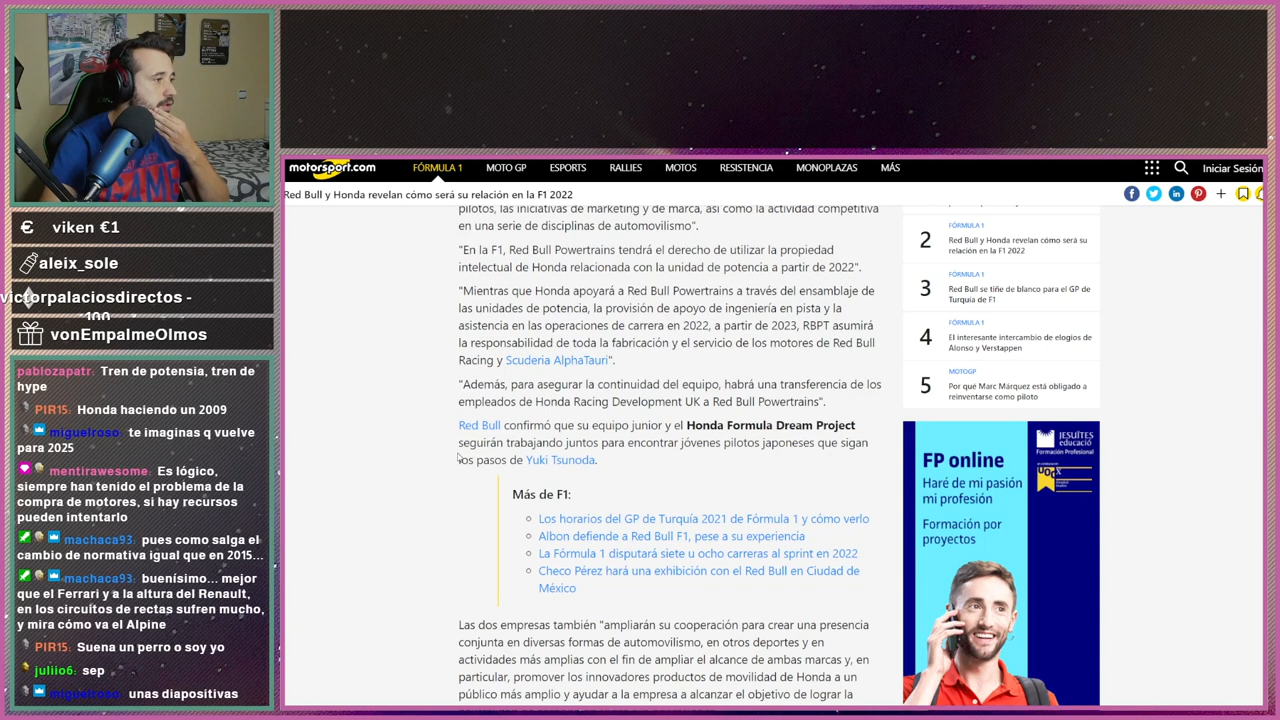 € viken €1
aleix_sole
victorpalaciosdirectos -
100
vonEmpalmeOlmos
pablozapatr: Tren de potensia, tren de
hype
PIR15: Honda haciendo un 2009
miguelroso: te imaginas q vuelve
para 2025
mentirawesome: Es lógico,
siempre han tenido el problema de la
compra de motores, si hay recursos
pueden intentarlo
machaca93: pues como salga el
cambio de normativa igual que en 2015...
machaca93: buenísimo... mejor
que el Ferrari y a la altura del Renault,
en los circuítos de rectas sufren mucho,
y mira cómo va el Alpine
PIR15: Suena un perro o soy yo
juliio6: sep
miguelroso: unas diapositivas
motorsport.com
FÓRMULA 1 MOTO GP ESPORTS RALLIES MOTOS RESISTENCIA MONOPLAZAS MÁS
Iniciar Sesión
Red Bull y Honda revelan cómo será su relación en la F1 2022
pilotos, las iniciativas de marketing y de marca, así como la actividad competitiva
en una serie de disciplinas de automovilismo".
"En la F1, Red Bull Powertrains tendrá el derecho de utilizar la propiedad
intelectual de Honda relacionada con la unidad de potencia a partir de 2022".
"Mientras que Honda apoyará a Red Bull Powertrains a través del ensamblaje de
las unidades de potencia, la provisión de apoyo de ingeniería en pista y la
asistencia en las operaciones de carrera en 2022, a partir de 2023, RBPT asumirá
la responsabilidad de toda la fabricación y el servicio de los motores de Red Bull
Racing y Scuderia AlphaTauri".
"Además, para asegurar la continuidad del equipo, habrá una transferencia de los
empleados de Honda Racing Development UK a Red Bull Powertrains".
Red Bull confirmó que su equipo junior y el Honda Formula Dream Project
seguirán trabajando juntos para encontrar jóvenes pilotos japoneses que sigan
los pasos de Yuki Tsunoda.
Más de F1:
Los horarios del GP de Turquía 2021 de Fórmula 1 y cómo verlo
Albon defiende a Red Bull F1, pese a su experiencia
La Fórmula 1 disputará siete u ocho carreras al sprint en 2022
Checo Pérez hará una exhibición con el Red Bull en Ciudad de
México
Las dos empresas también "ampliarán su cooperación para crear una presencia
conjunta en diversas formas de automovilismo, en otros deportes y en
actividades más amplias con el fin de ampliar el alcance de ambas marcas y, en
particular, promover los innovadores productos de movilidad de Honda a un
público más amplio y ayudar a la empresa a alcanzar el objetivo de lograr la
FÓRMULA 1
2 Red Bull y Honda revelan cómo será su
relación en la F1 2022
FÓRMULA 1
3 Red Bull se tiñe de blanco para el GP de
Turquía de F1
FÓRMULA 1
4 El interesante intercambio de elogios de
Alonso y Verstappen
MOTOGP
5 Por qué Marc Márquez está obligado a
reinventarse como piloto
JESUÏTES
educació
Formación Profesional
UOC
FP online
Haré de mi pasión
mi profesión
Formación por
proyectos